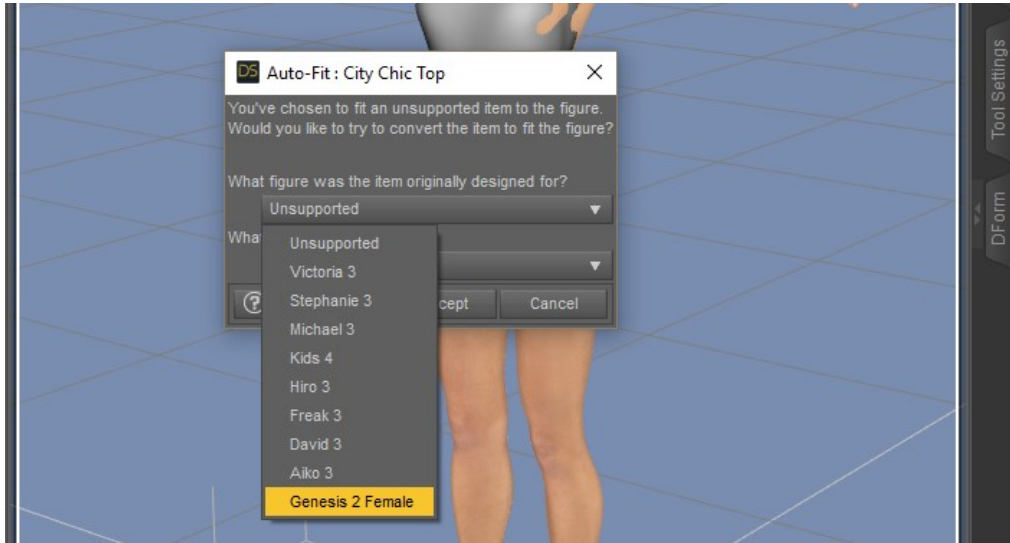 DS Auto-Fit : City Chic Top
You've chosen to fit an unsupported item to the figure.
Would you like to try to convert the item to fit the figure?
What figure was the item originally designed for?
Unsupported
Unsupported
Victoria 3
Stephanie 3
Michael 3
Kids 4
Hiro 3
Freak 3
David 3
Aiko 3
Genesis 2 Female
Wha
?
cept
Cancel
Tool Settings
DForm